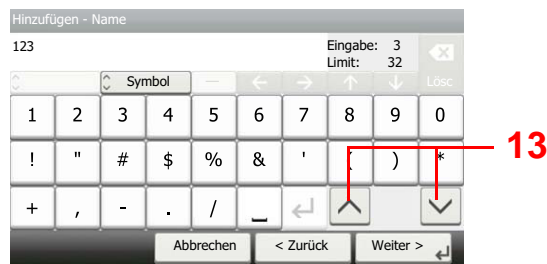 Hinzufügen - Name
123 Eingabe: 3
Limit: 32
Symbol Lösc
1 2 3 4 5 6 7 8 9 0
! " # $ % & ' ( ) *
+ , - . / _
13
Abbrechen < Zurück Weiter >